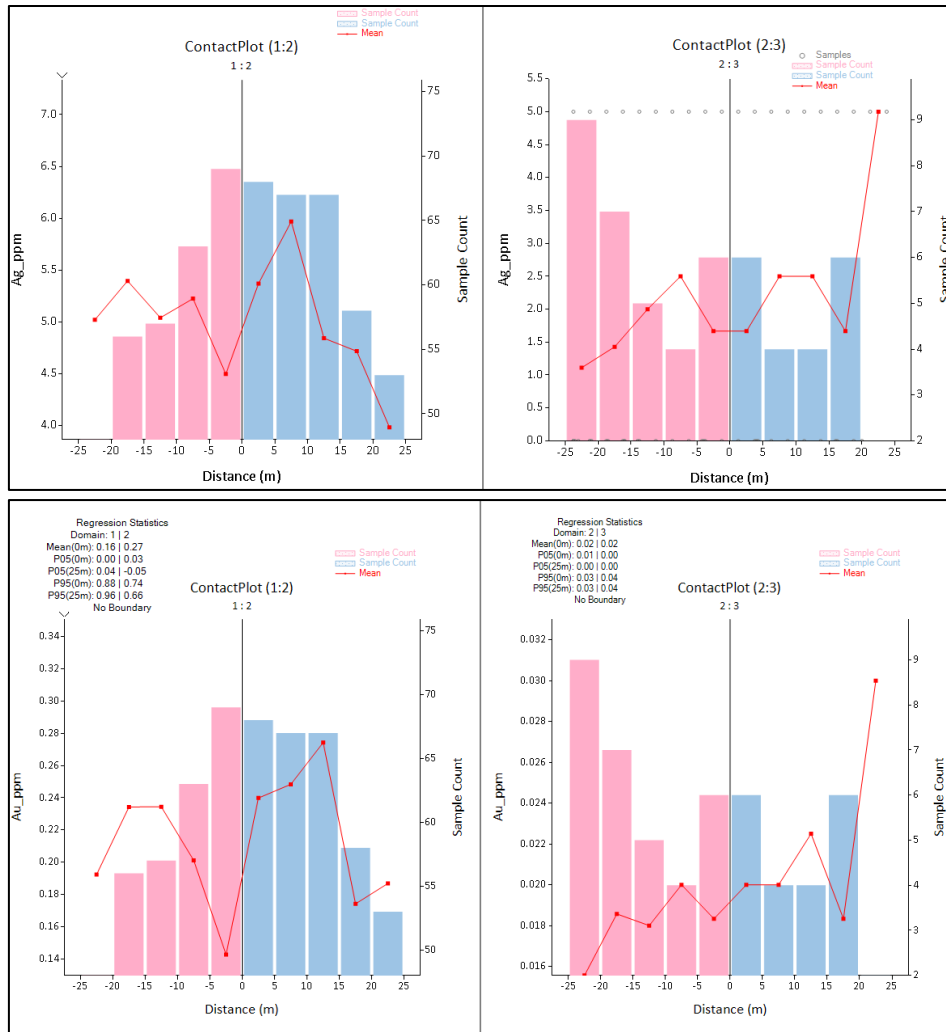 Sample Count
Sample Count
Mean
ContactPlot (1:2)
1 : 2
7.0
6.5
6.0
5.5
5.0
4.5
4.0
Ag_ppm
75
70
65
60
55
50
Sample Count
-25 -20 -15 -10 -5 0 5 10 15 20 25
Distance (m)
ContactPlot (2:3)
2 : 3
Samples
Sample Count
Sample Count
Mean
5.5
5.0
4.5
4.0
3.5
3.0
2.5
2.0
1.5
1.0
0.5
0.0
Ag_ppm
9
8
7
6
5
4
3
2
Sample Count
-25 -20 -15 -10 -5 0 5 10 15 20 25
Distance (m)
Regression Statistics
Domain: 1 | 2
Mean(0m): 0.16 | 0.27
P05(0m): 0.00 | 0.03
P05(25m): 0.04 | -0.05
P95(0m): 0.88 | 0.74
P95(25m): 0.96 | 0.66
No Boundary
Sample Count
Sample Count
Mean
ContactPlot (1:2)
1 : 2
0.34
0.32
0.30
0.28
0.26
0.24
0.22
0.20
0.18
0.16
0.14
Au_ppm
75
70
65
60
55
50
Sample Count
-25 -20 -15 -10 -5 0 5 10 15 20 25
Distance (m)
Regression Statistics
Domain: 2 | 3
Mean(0m): 0.02 | 0.02
P05(0m): 0.01 | 0.00
P05(25m): 0.00 | 0.00
P95(0m): 0.03 | 0.04
P95(25m): 0.03 | 0.04
No Boundary
Sample Count
Sample Count
Mean
ContactPlot (2:3)
2 : 3
0.032
0.030
0.028
0.026
0.024
0.022
0.020
0.018
0.016
Au_ppm
9
8
7
6
5
4
3
2
Sample Count
-25 -20 -15 -10 -5 0 5 10 15 20 25
Distance (m)